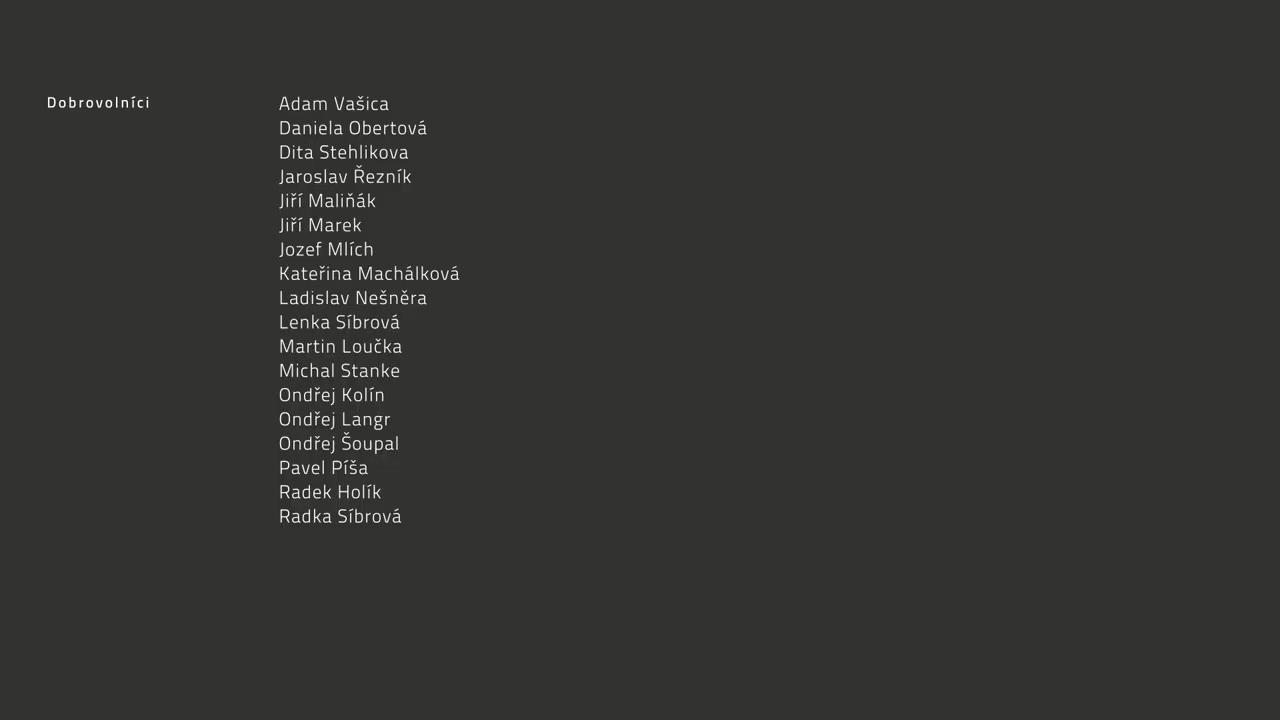 Dobrovolníci
Adam Vašica
Daniela Obertová
Dita Stehlikova
Jaroslav Řezník
Jiří Maliňák
Jiří Marek
Jozef Mlích
Kateřina Machálková
Ladislav Nešněra
Lenka Síbrová
Martin Loučka
Michal Stanke
Ondřej Kolín
Ondřej Langr
Ondřej Šoupal
Pavel Píša
Radek Holík
Radka Síbrová